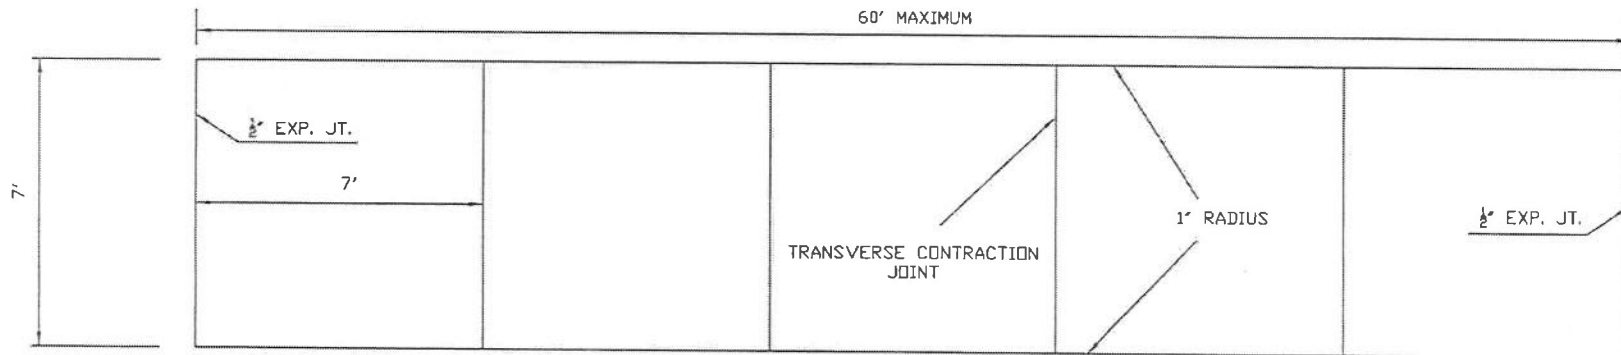 60' MAXIMUM
½" EXP. JT.
7'
7'
TRANSVERSE CONTRACTION
JOINT
1" RADIUS
½" EXP. JT.